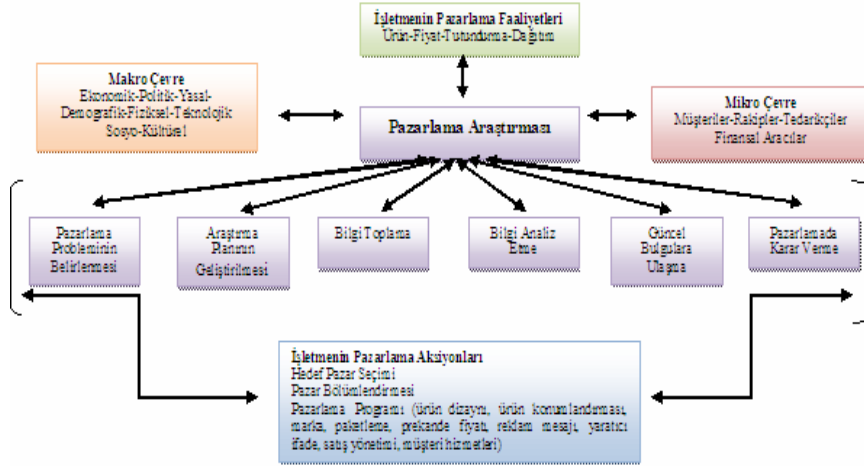 İşletmenin Pazarlama Faaliyetleri
Ürün-Fiyat-Tutundurma-Dağıtım
Makro Çevre
Ekonomik-Politik-Yasal-
Demografik-Fiziksel-Teknolojik
Sosyo-Kültürel
Pazarlama Araştırması
Mikro Çevre
Müşteriler-Rakipler-Tedarikçiler
Finansal Aracılar
Pazarlama
Probleminin
Belirlenmesi
Araştırma
Planının
Geliştirilmesi
Bilgi Toplama
Bilgi Analiz
Etme
Güncel
Bulgulara
Ulaşma
Pazarlamada
Karar Verme
İşletmenin Pazarlama Aksiyonları
Hedef Pazar Seçimi
Pazar Bölümlendirmesi
Pazarlama Programı (ürün dizaynı, ürün konumlandırması,
marka, paketleme, prekande fiyatı, reklam mesajı, yaratıcı
ifade, satış yönetimi, müşteri hizmetleri)